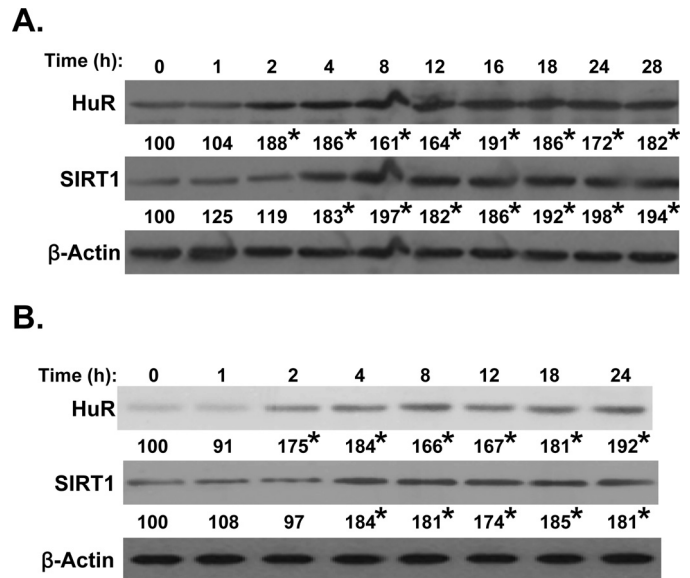 A.
Time (h): 0 1 2 4 8 12 16 18 24 28
HuR
100 104 188* 186* 161* 164* 191* 186* 172* 182*
SIRT1
100 125 119 183* 197* 182* 186* 192* 198* 194*
β-Actin
B.
Time (h): 0 1 2 4 8 12 18 24
HuR
100 91 175* 184* 166* 167* 181* 192*
SIRT1
100 108 97 184* 181* 174* 185* 181*
β-Actin